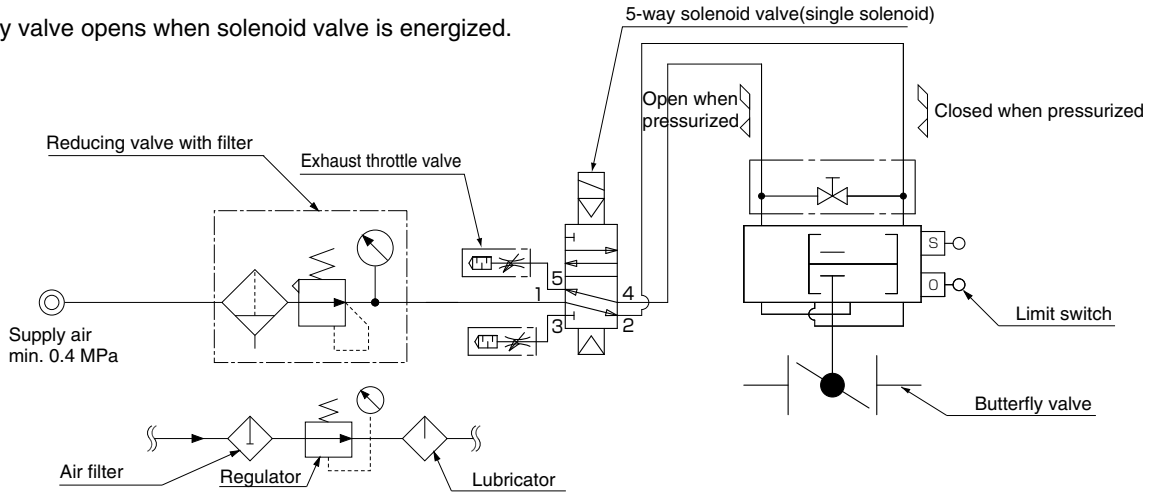 y valve opens when solenoid valve is energized.
5-way solenoid valve(single solenoid)
Open when
pressurized
Closed when pressurized
Reducing valve with filter
Exhaust throttle valve
5
1
4
3
2
S
O
Limit switch
Supply air
min. 0.4 MPa
Butterfly valve
Air filter
Regulator
Lubricator